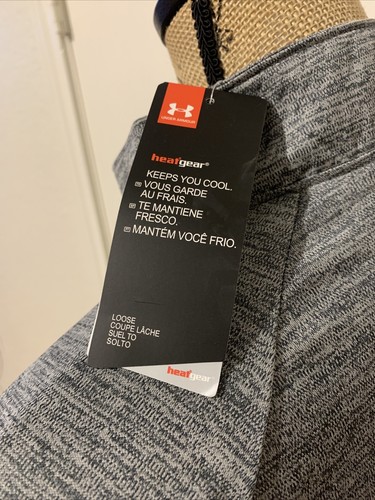 UNDER ARMOUR
heatgear®
KEEPS YOU COOL.
VOUS GARDE
AU FRAIS.
TE MANTIENE
FRESCO.
MANTÉM VOCÊ FRIO.
LOOSE
COUPE LÂCHE
SUELTO
SOLTO
heatgear